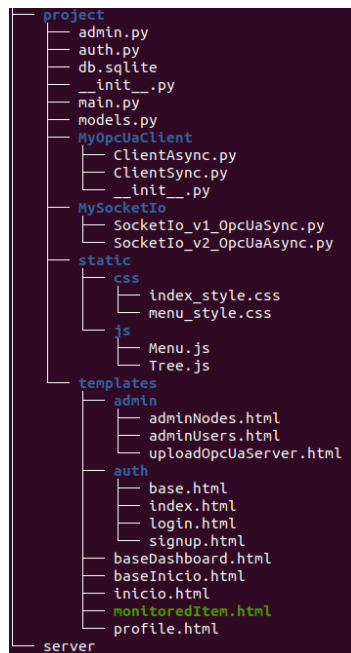 project
admin.py
auth.py
db.sqlite
__init__.py
main.py
models.py
MyOpcUaClient
ClientAsync.py
ClientSync.py
__init__.py
MySocketIo
SocketIo_v1_OpcUaSync.py
SocketIo_v2_OpcUaAsync.py
static
css
index_style.css
menu_style.css
js
Menu.js
Tree.js
templates
admin
adminNodes.html
adminUsers.html
uploadOpcUaServer.html
auth
base.html
index.html
login.html
signup.html
baseDashboard.html
baseInicio.html
inicio.html
monitoredItem.html
profile.html
server